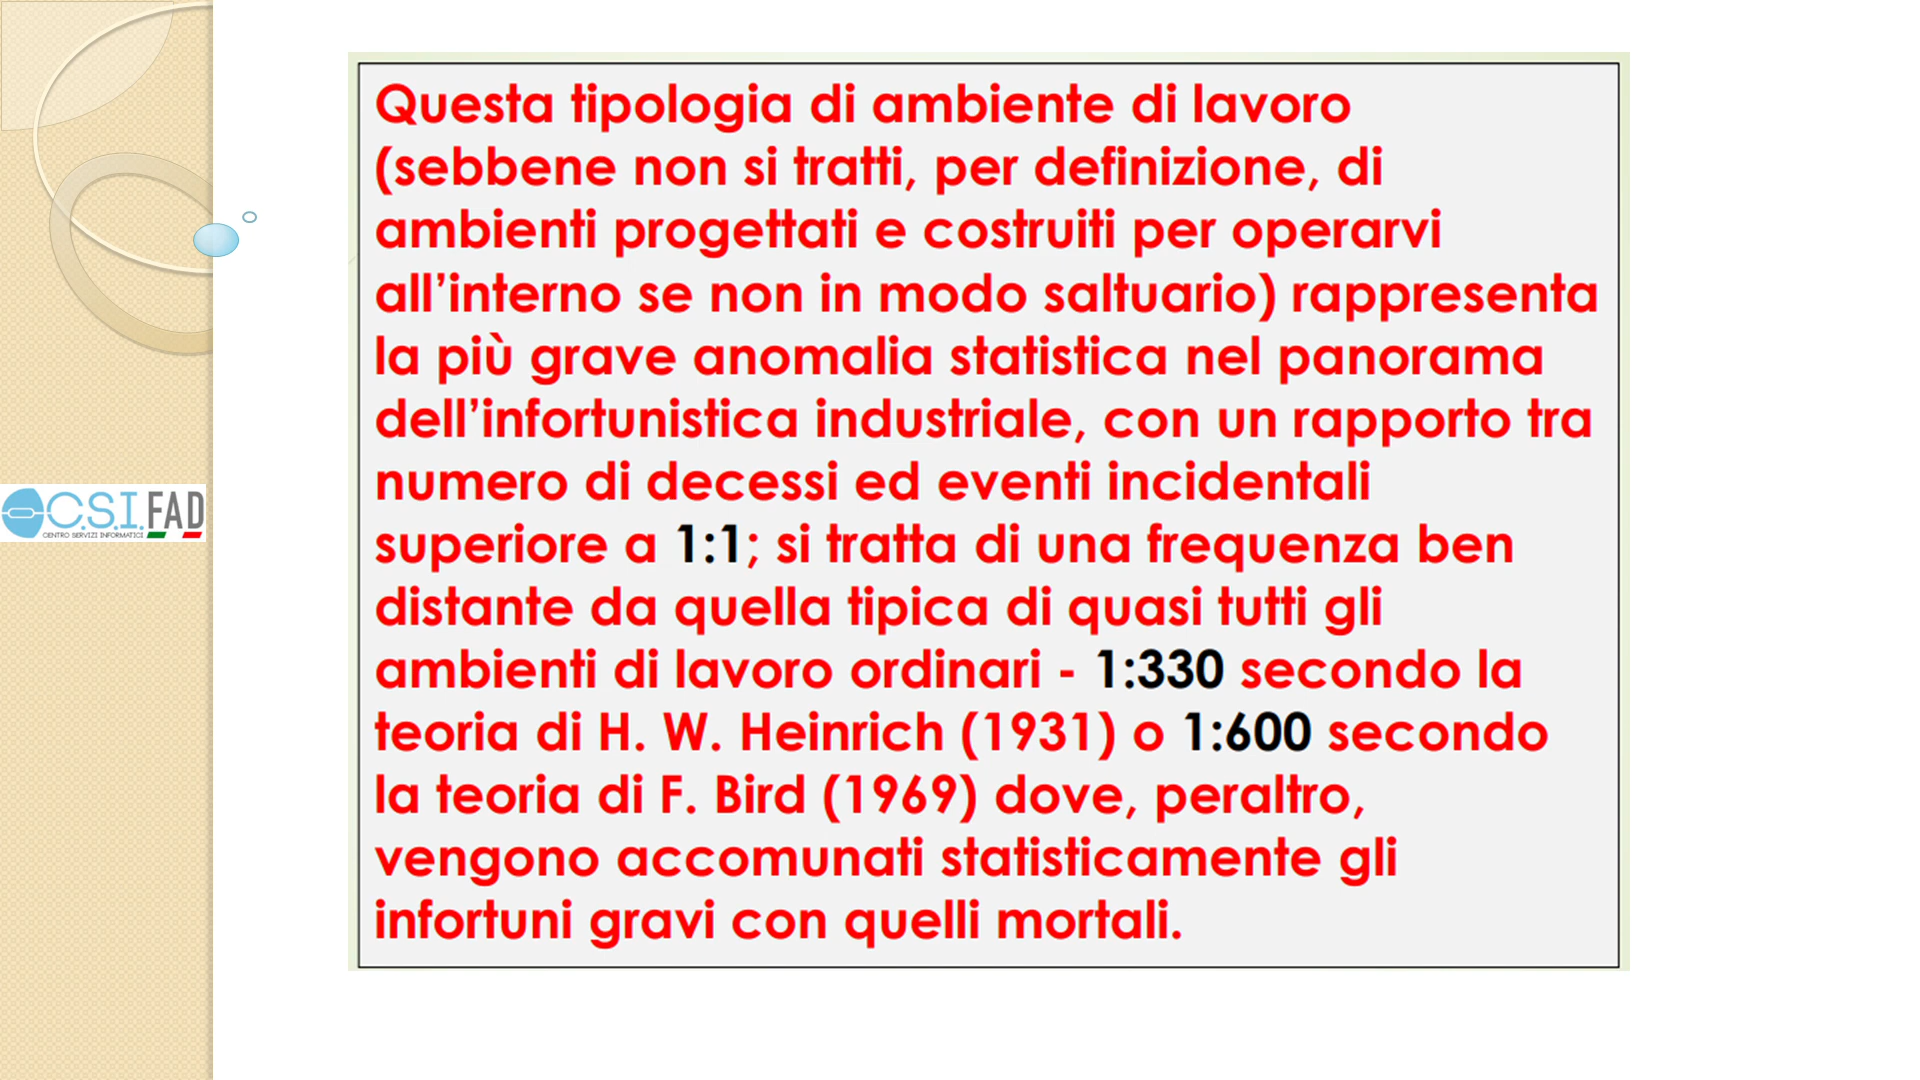 Questa tipologia di ambiente di lavoro
(sebbene non si tratti, per definizione, di
ambienti progettati e costruiti per operarvi
all’interno se non in modo saltuario) rappresenta
la più grave anomalia statistica nel panorama
dell’infortunistica industriale, con un rapporto tra
numero di decessi ed eventi incidentali
superiore a 1:1; si tratta di una frequenza ben
distante da quella tipica di quasi tutti gli
ambienti di lavoro ordinari - 1:330 secondo la
teoria di H. W. Heinrich (1931) o 1:600 secondo
la teoria di F. Bird (1969) dove, peraltro,
vengono accomunati statisticamente gli
infortuni gravi con quelli mortali.
C.S.I.FAD
CENTRO SERVIZI INFORMATICI